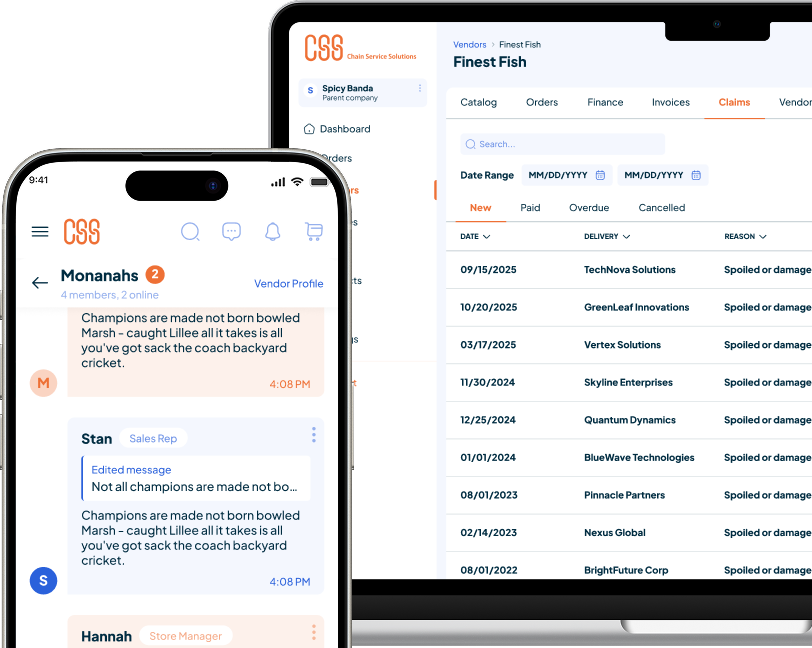 CSS Chain Service Solutions
S
Spicy Banda
Parent company
Dashboard
Vendors > Finest Fish
Finest Fish
Catalog Orders Finance Invoices Claims
Search...
Date Range MM/DD/YYYY MM/DD/YYYY
New Paid Overdue Cancelled
DATE DELIVERY REASON
09/15/2025 TechNova Solutions Spoiled or damage
10/20/2025 GreenLeaf Innovations Spoiled or damage
03/17/2025 Vertex Solutions Spoiled or damage
11/30/2024 Skyline Enterprises Spoiled or damage
12/25/2024 Quantum Dynamics Spoiled or damage
01/01/2024 BlueWave Technologies Spoiled or damage
08/01/2023 Pinnacle Partners Spoiled or damage
02/14/2023 Nexus Global Spoiled or damage
08/01/2022 BrightFuture Corp Spoiled or damage
9:41
CSS
Monanahs 2
4 members, 2 online
Vendor Profile
Champions are made not born bowled
Marsh - caught Lillee all it takes is all
you've got sack the coach backyard
cricket.
M
4:08 PM
Stan Sales Rep
Edited message
Not all champions are made not bo...
Champions are made not born bowled
Marsh - caught Lillee all it takes is all
you've got sack the coach backyard
cricket.
S
4:08 PM
Hannah Store Manager